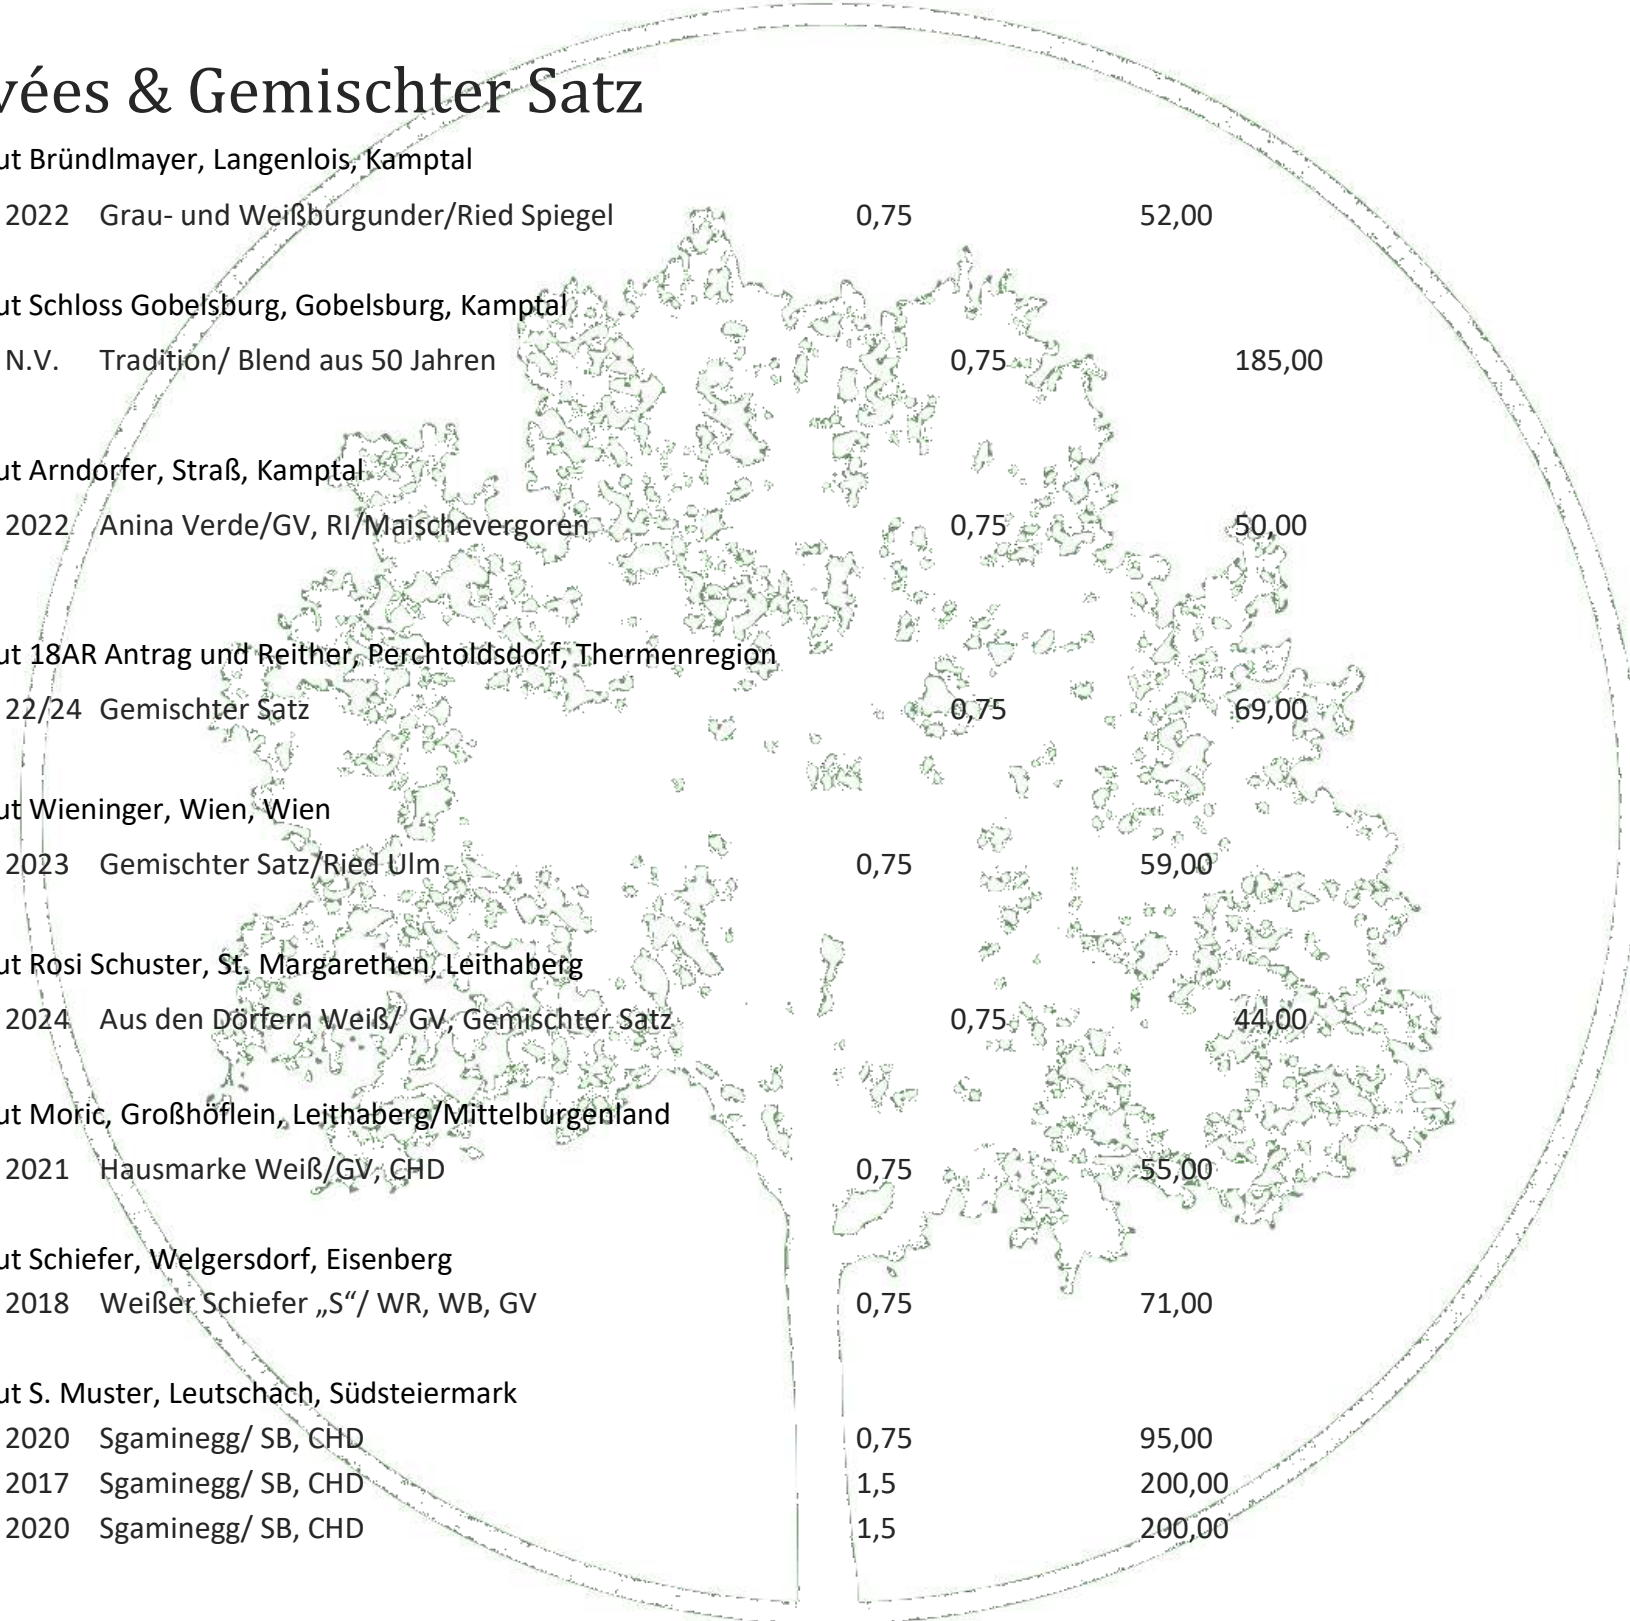 vées & Gemischter Satz
ut Bründlmayer, Langenlois, Kamptal
2022 Grau- und Weißburgunder/Ried Spiegel 0,75 52,00
ut Schloss Gobelsburg, Gobelsburg, Kamptal
N.V. Tradition/ Blend aus 50 Jahren 0,75 185,00
ut Arndorfer, Straß, Kamptal
2022 Anina Verde/GV, RI/Maischevergoren 0,75 50,00
ut 18AR Antrag und Reither, Perchtoldsdorf, Thermenregion
22/24 Gemischter Satz 0,75 69,00
ut Wieninger, Wien, Wien
2023 Gemischter Satz/Ried Ulm 0,75 59,00
ut Rosi Schuster, St. Margarethen, Leithaberg
2024 Aus den Dörfern Weiß/ GV, Gemischter Satz 0,75 44,00
ut Moric, Großhöflein, Leithaberg/Mittelburgenland
2021 Hausmarke Weiß/GV, CHD 0,75 55,00
ut Schiefer, Welgersdorf, Eisenberg
2018 Weißer Schiefer „S“/ WR, WB, GV 0,75 71,00
ut S. Muster, Leutschach, Südsteiermark
2020 Sgaminegg/ SB, CHD 0,75 95,00
2017 Sgaminegg/ SB, CHD 1,5 200,00
2020 Sgaminegg/ SB, CHD 1,5 200,00